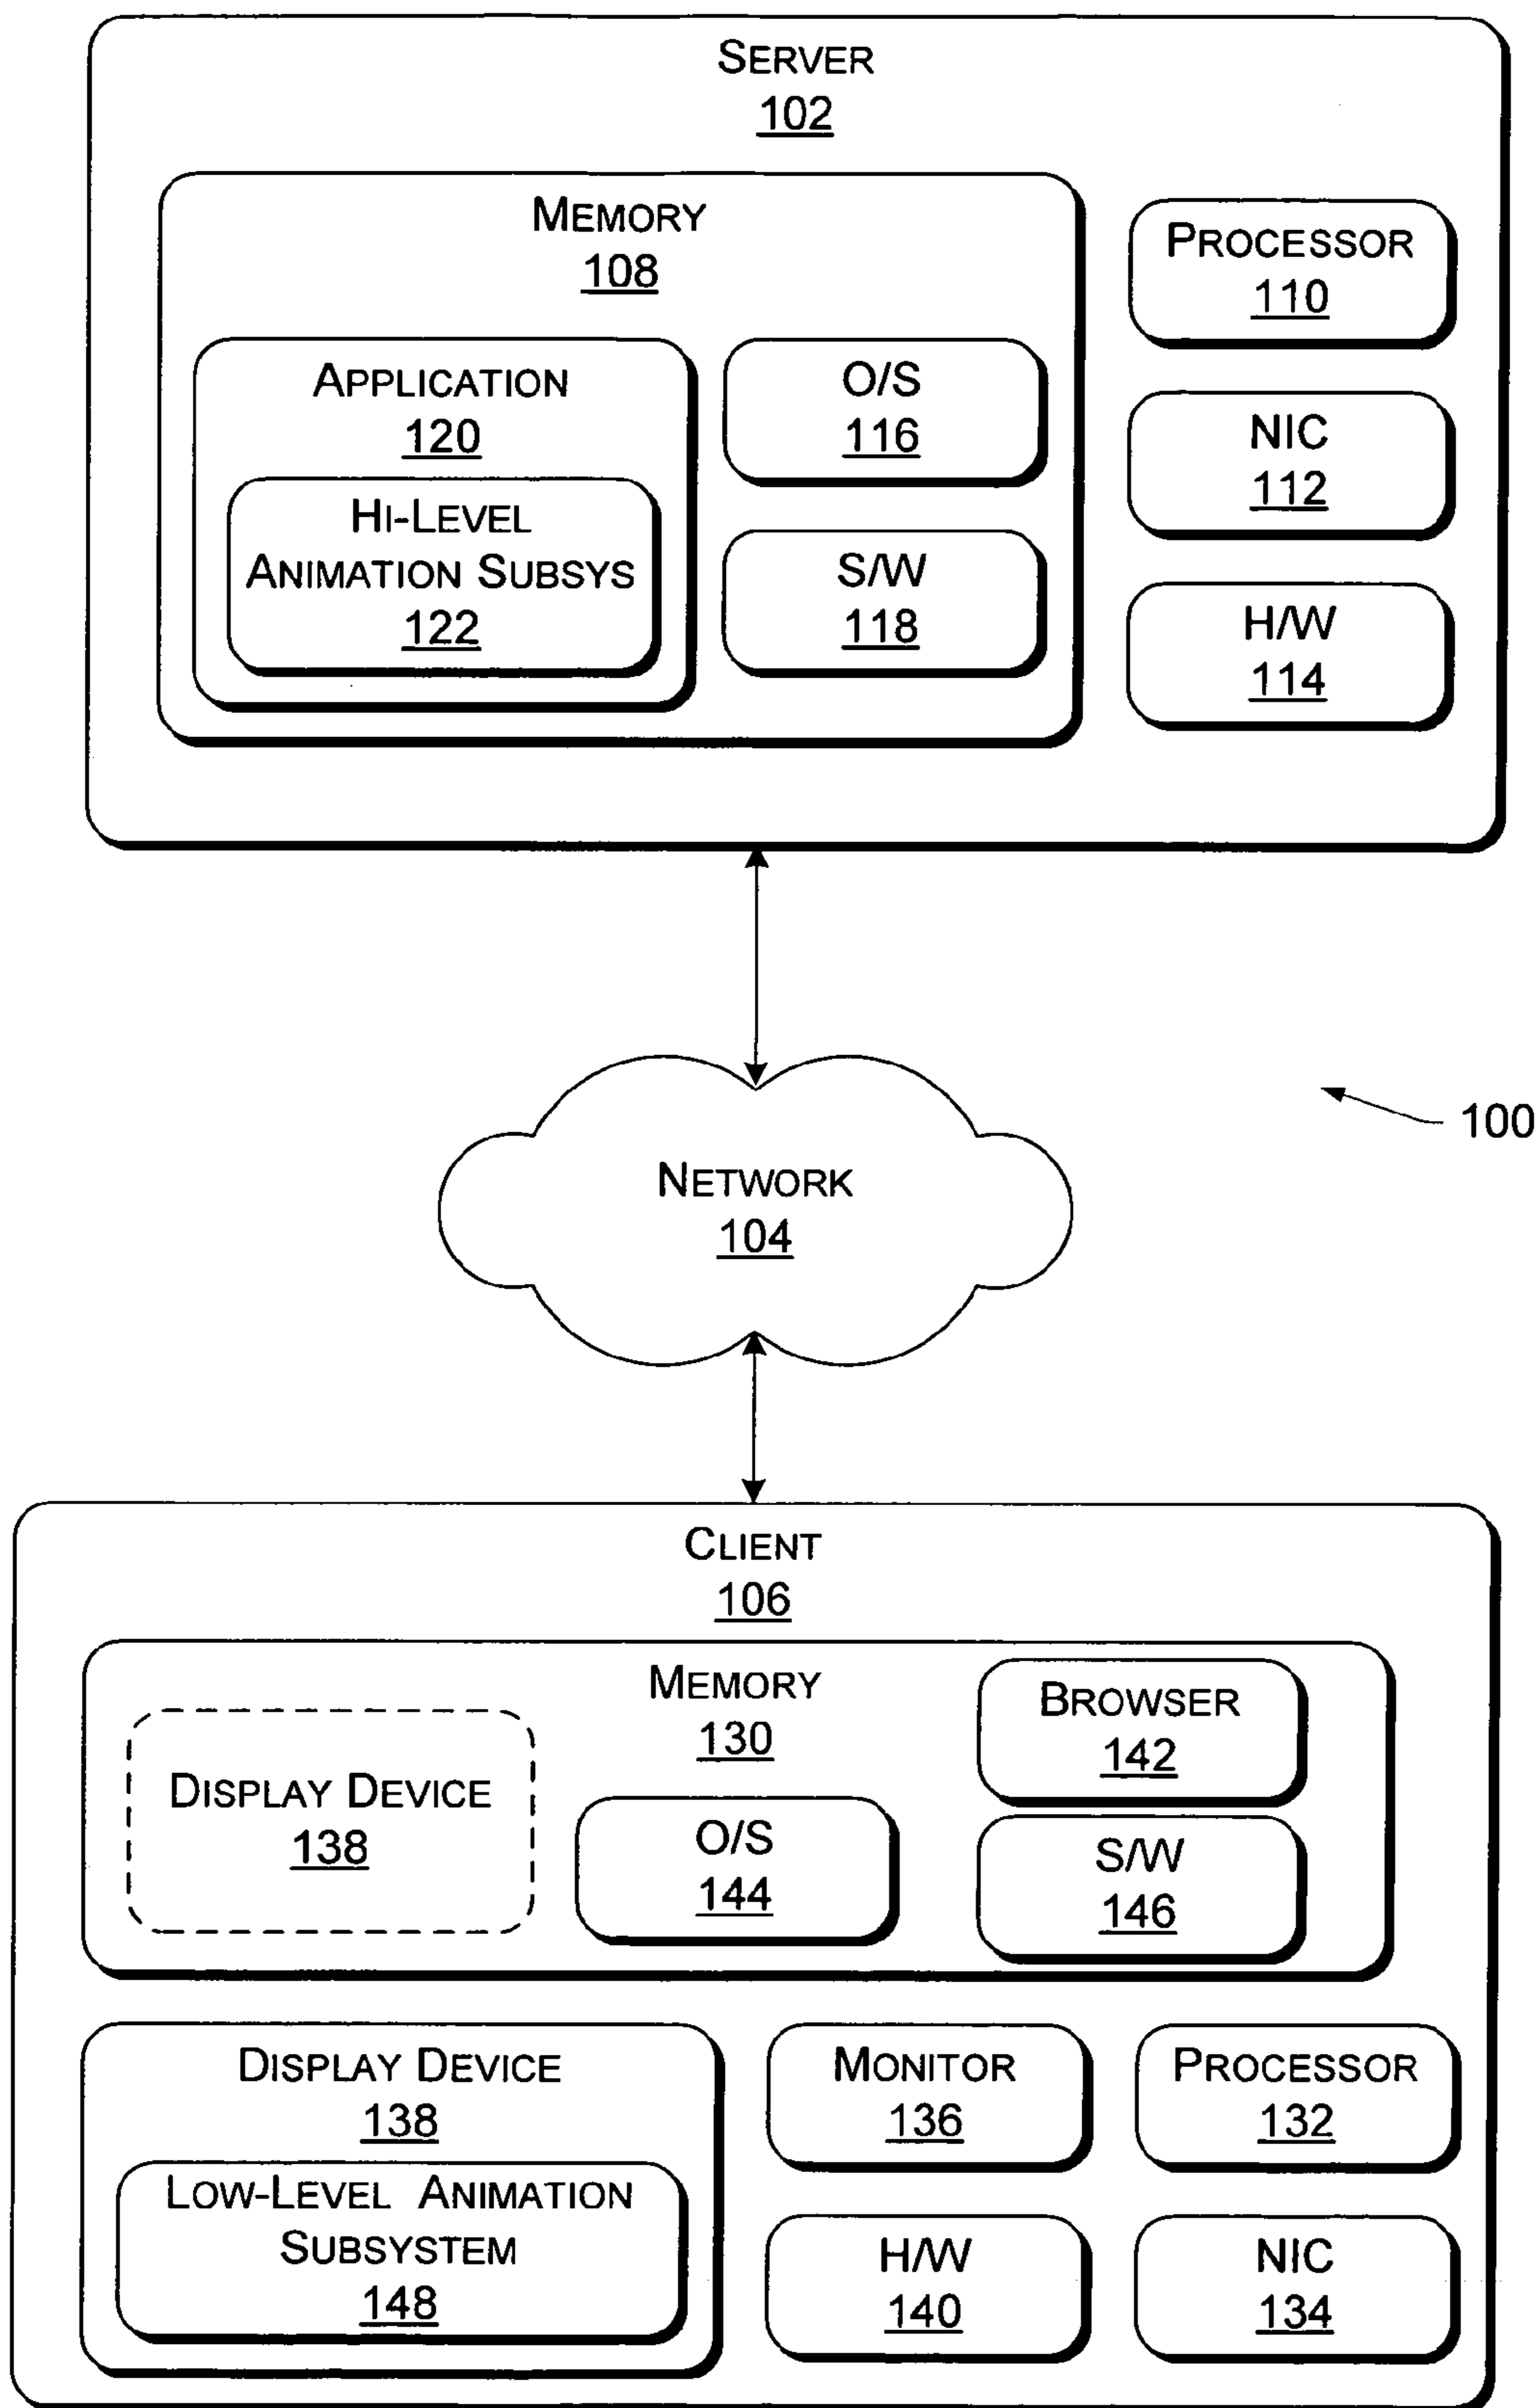 SERVER
102
MEMORY
108
PROCESSOR
110
APPLICATION
120
O/S
116
NIC
112
HI-LEVEL
ANIMATION SUBSYS
122
S/W
118
H/W
114
100
NETWORK
104
CLIENT
106
MEMORY
130
BROWSER
142
DISPLAY DEVICE
138
O/S
144
S/W
146
DISPLAY DEVICE
138
MONITOR
136
PROCESSOR
132
LOW-LEVEL ANIMATION
SUBSYSTEM
148
H/W
140
NIC
134